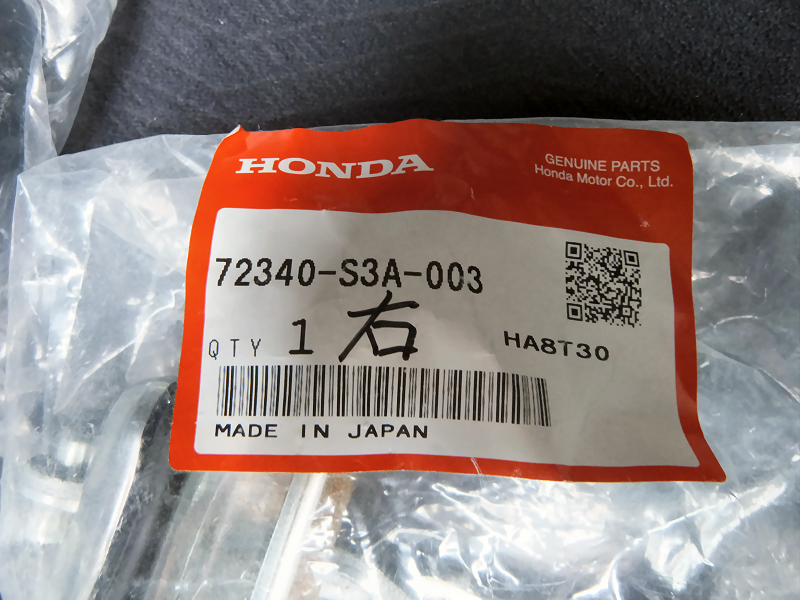 HONDA
GENUINE PARTS
Honda Motor Co., Ltd.
72340-S3A-003
QTY 1 右 HA8T30
MADE IN JAPAN